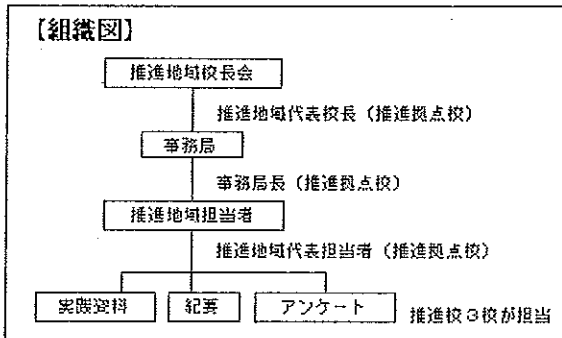 【組織図】
推進地域校長会
推進地域代表校長(推進拠点校)
事務局
事務局長(推進拠点校)
推進地域担当者
推進地域代表担当者(推進拠点校)
実践資料 紀要 アンケート 推進校3校が担当